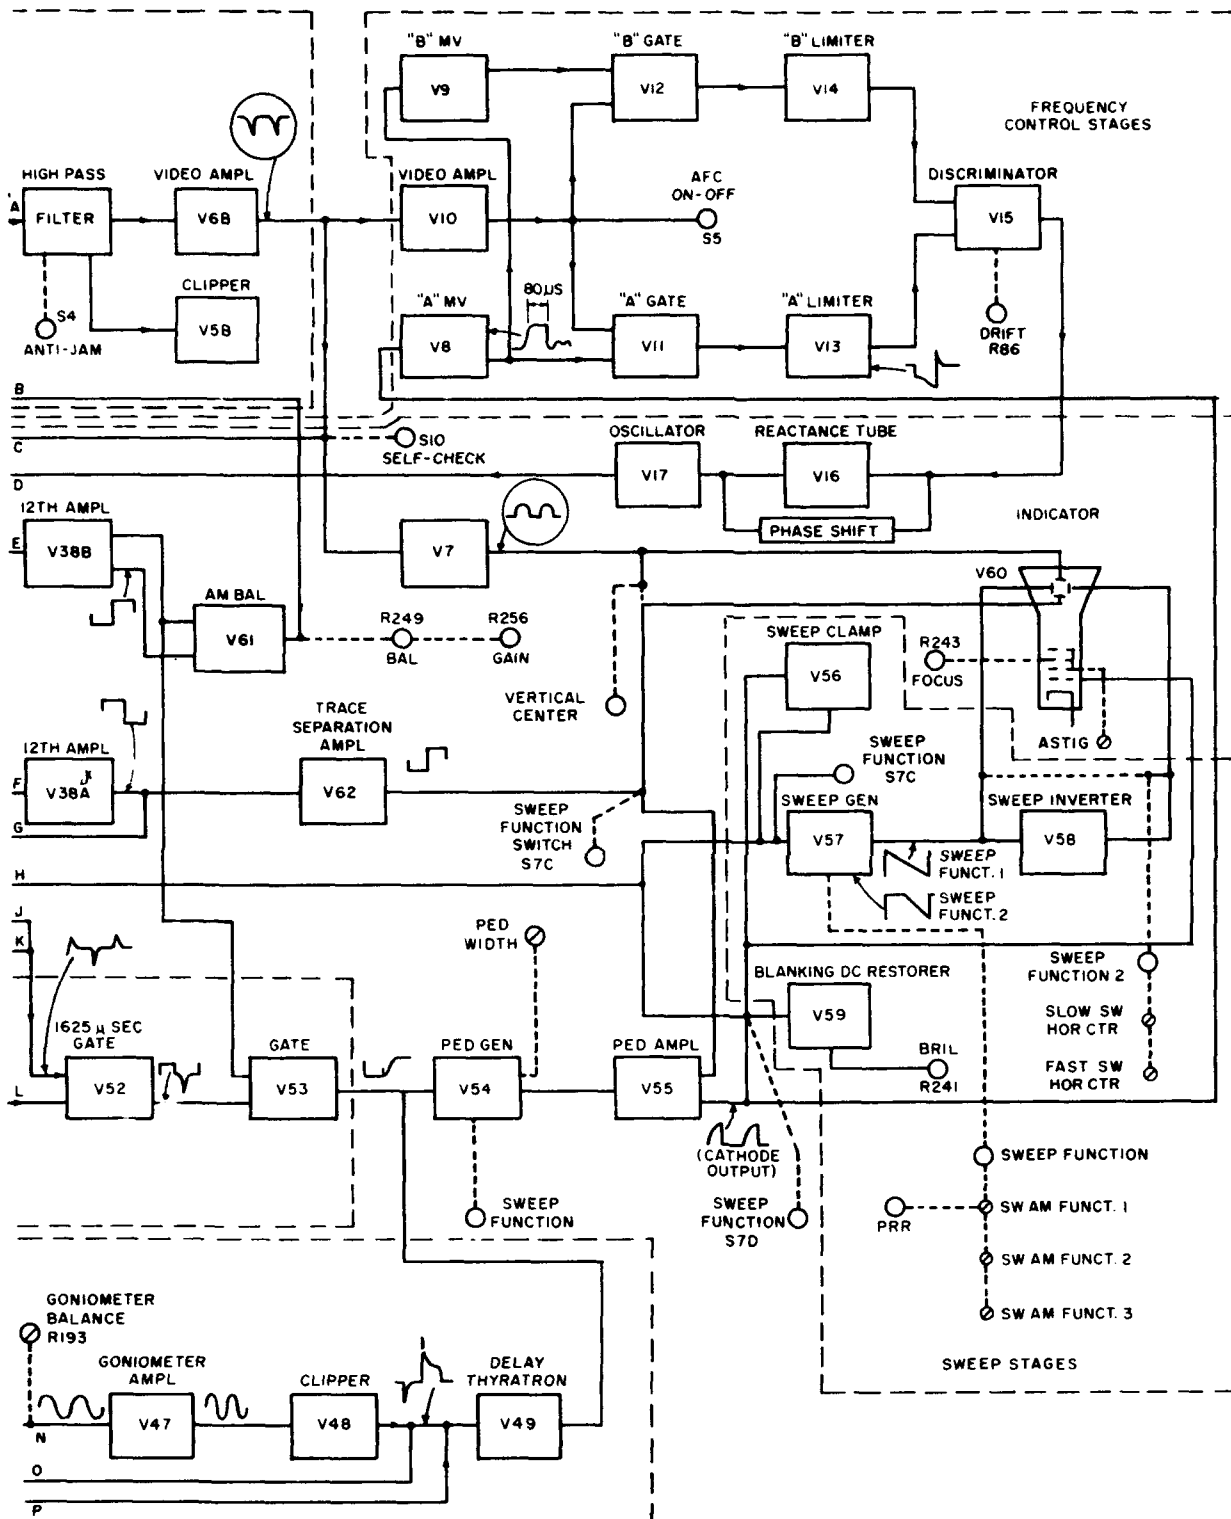 "B" MV
"B" GATE
"B" LIMITER
V9
V12
V14
FREQUENCY
CONTROL STAGES
HIGH PASS
VIDEO AMPL
VIDEO AMPL
AFC
ON-OFF
DISCRIMINATOR
A
FILTER
V6B
V10
S5
V15
CLIPPER
S4
ANTI-JAM
V5B
"A" MV
80µS
"A" GATE
"A" LIMITER
V8
V11
V13
DRIFT
R86
B
C
S10
SELF-CHECK
OSCILLATOR
REACTANCE TUBE
D
V17
V16
12TH AMPL
PHASE SHIFT
INDICATOR
E
V38B
V7
V60
AM BAL
V61
R249
BAL
R256
GAIN
SWEEP CLAMP
V56
R243
FOCUS
VERTICAL
CENTER
TRACE
SEPARATION
AMPL
ASTIG
12TH AMPL
SWEEP
FUNCTION
S7C
F
V38A
V62
SWEEP GEN
SWEEP INVERTER
G
SWEEP
FUNCTION
SWITCH
S7C
V57
V58
SWEEP
FUNCT. 1
H
SWEEP
FUNCT. 2
J
K
PED
WIDTH
SWEEP
FUNCTION 2
BLANKING DC RESTORER
1625 µ SEC
GATE
GATE
PED GEN
PED AMPL
V59
SLOW SW
HOR CTR
L
V52
V53
V54
V55
BRIL
R241
FAST SW
HOR CTR
(CATHODE
OUTPUT)
SWEEP FUNCTION
SWEEP
FUNCTION
SWEEP
FUNCTION
S7D
PRR
SW AM FUNCT. 1
SW AM FUNCT. 2
SW AM FUNCT. 3
GONIOMETER
BALANCE
R193
GONIOMETER
AMPL
CLIPPER
DELAY
THYRATRON
SWEEP STAGES
N
V47
V48
V49
O
P